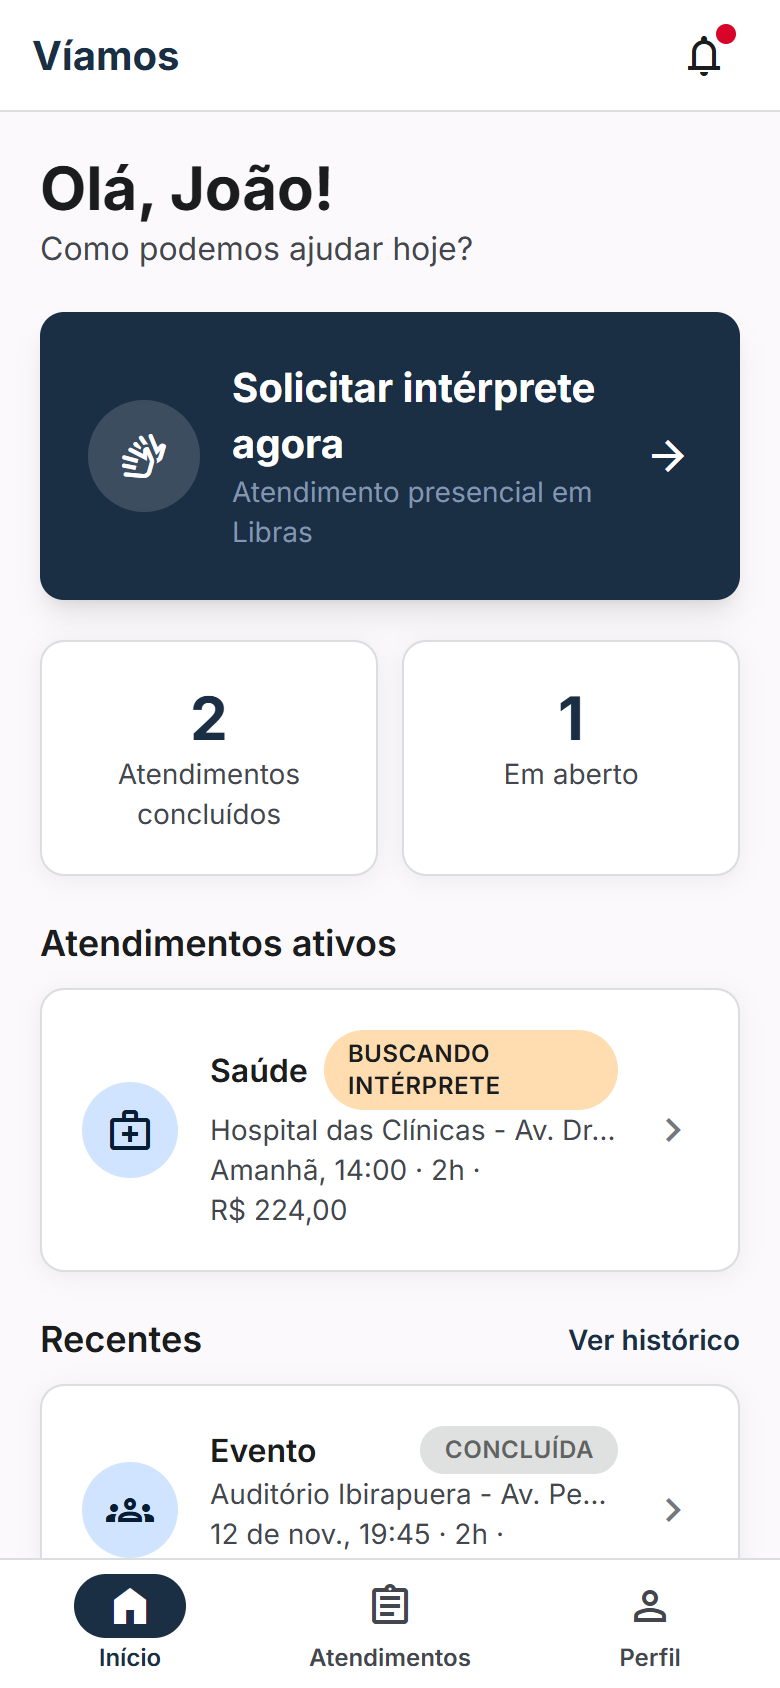 Víamos
Olá, João!
Como podemos ajudar hoje?
Solicitar intérprete
agora
Atendimento presencial em
Libras
2
Atendimentos
concluídos
1
Em aberto
Atendimentos ativos
Saúde
BUSCANDO
INTÉRPRETE
Hospital das Clínicas - Av. Dr...
Amanhã, 14:00 · 2h ·
R$ 224,00
Recentes
Ver histórico
Evento
CONCLUÍDA
Auditório Ibirapuera - Av. Pe...
12 de nov., 19:45 · 2h ·
Início
Atendimentos
Perfil